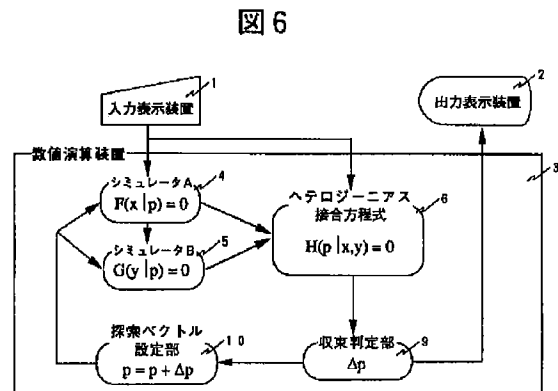 図6
1
入力表示装置
2
出力表示装置
数値演算装置
3
シミュレータA
4
F(x|p)=0
シミュレータB
5
G(y|p)=0
ヘテロジーニアス
接合方程式
6
H(p|x,y)=0
探索ベクトル
設定部
10
p=p+Δp
収束判定部
9
Δp